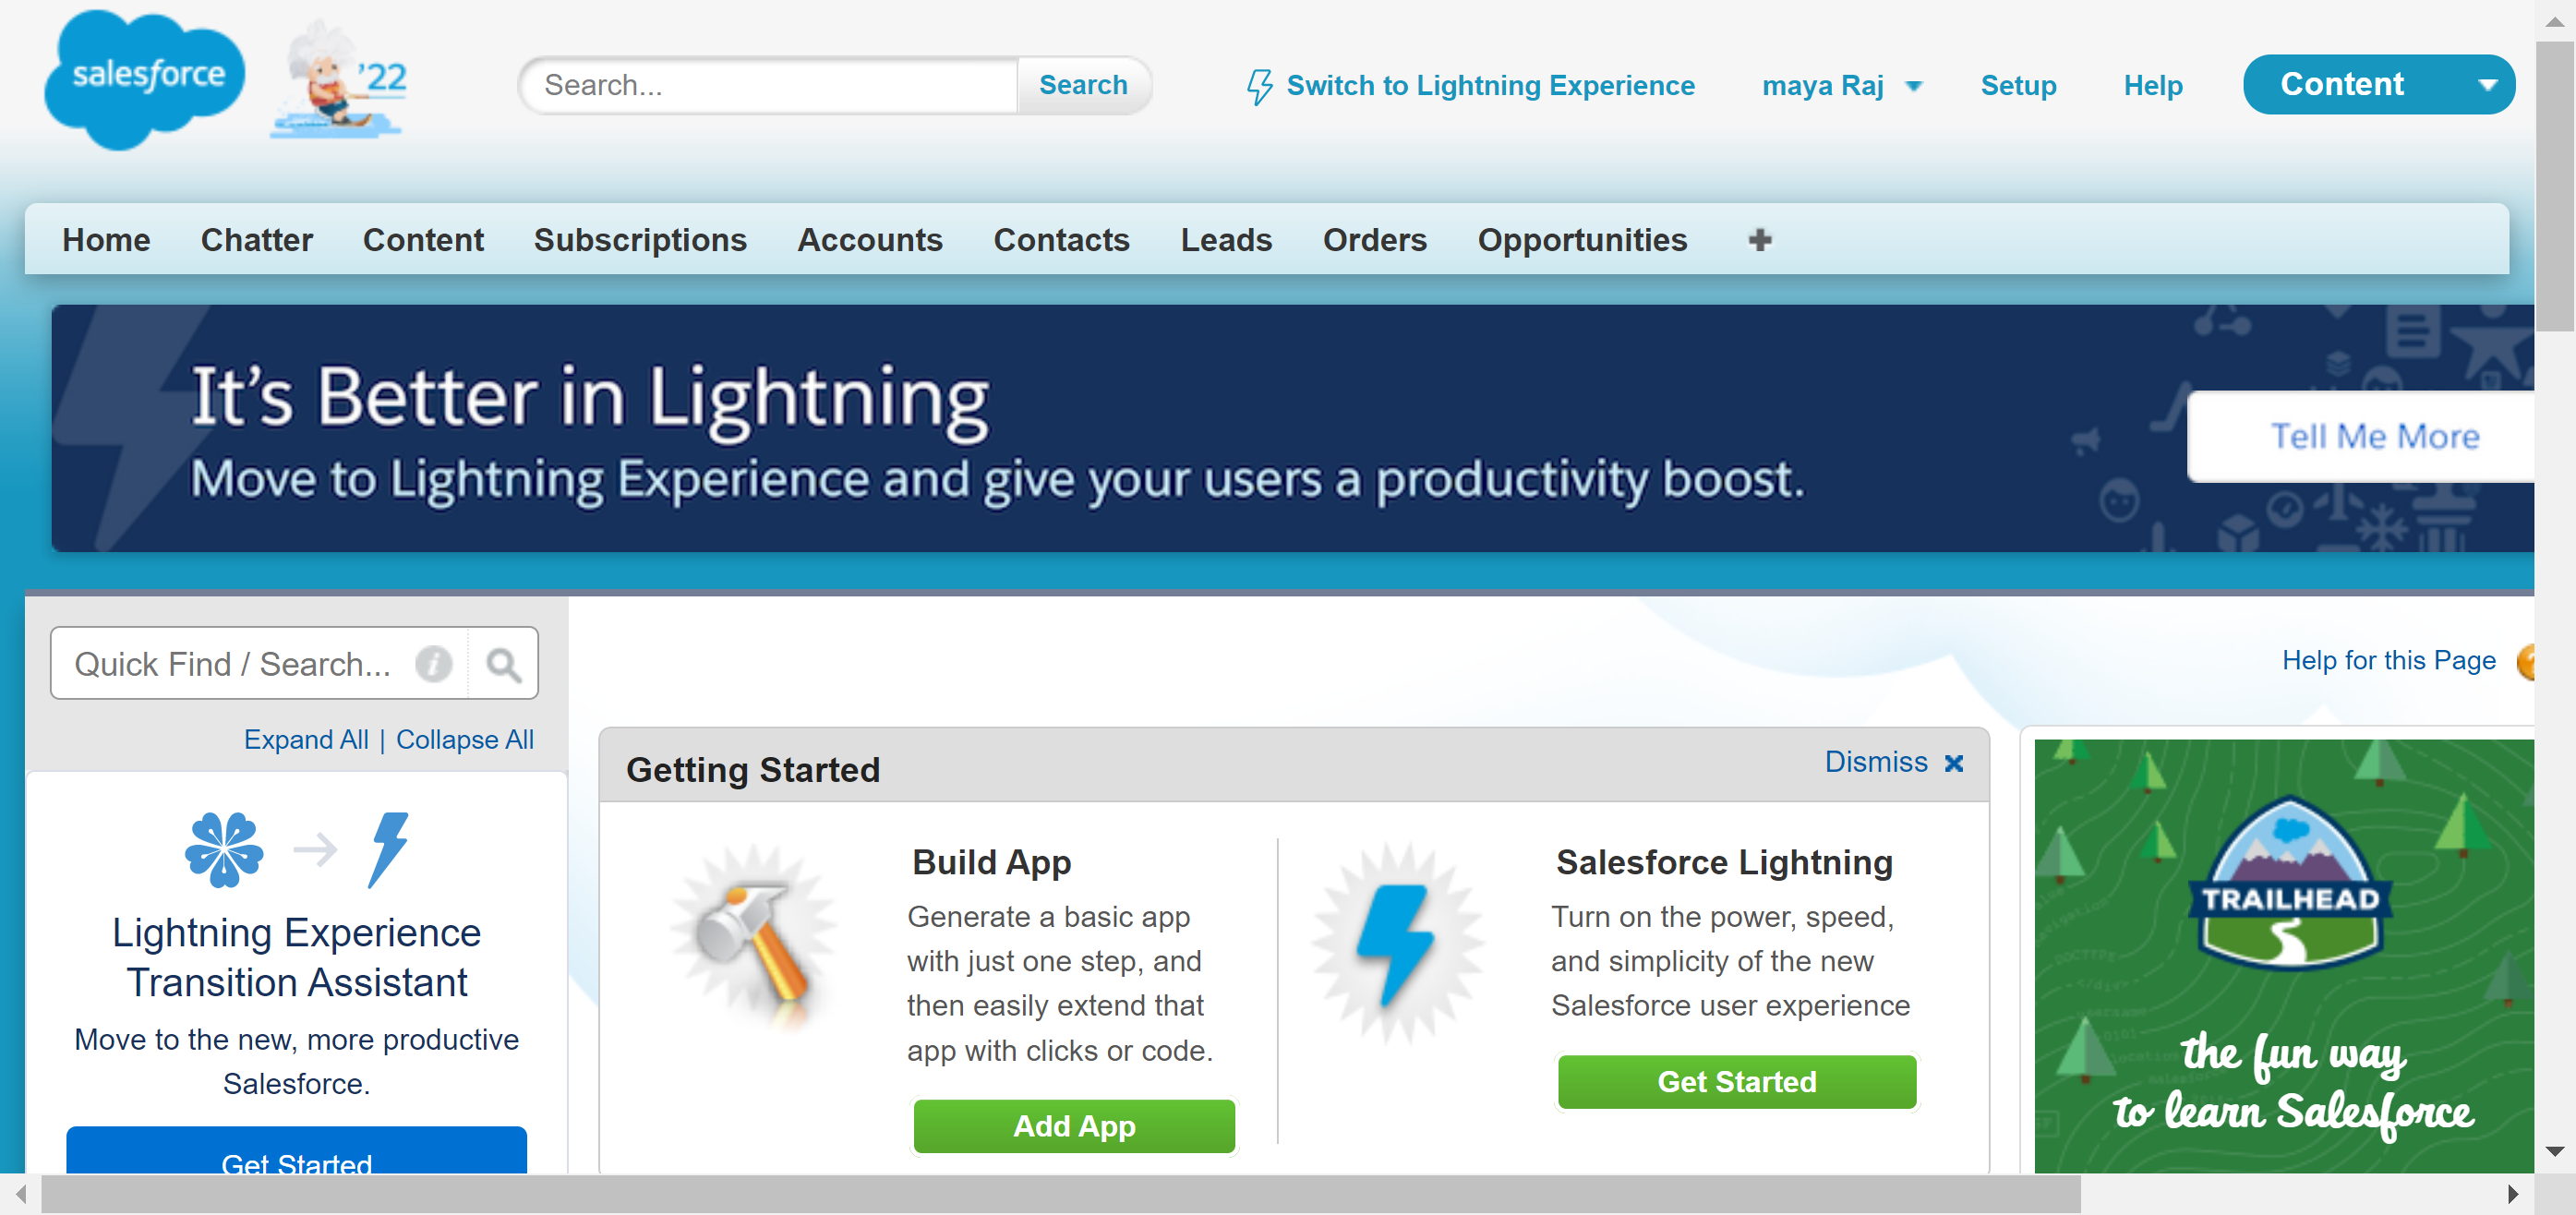 salesforce
'22
Search...
Search
Switch to Lightning Experience
maya Raj
Setup
Help
Content
Home
Chatter
Content
Subscriptions
Accounts
Contacts
Leads
Orders
Opportunities
It's Better in Lightning
Move to Lightning Experience and give your users a productivity boost.
Tell Me More
Quick Find / Search...
Expand All | Collapse All
Lightning Experience
Transition Assistant
Move to the new, more productive
Salesforce.
Get Started
Help for this Page
Getting Started
Dismiss
Build App
Generate a basic app
with just one step, and
then easily extend that
app with clicks or code.
Add App
Salesforce Lightning
Turn on the power, speed,
and simplicity of the new
Salesforce user experience
Get Started
TRAILHEAD
the fun way
to learn Salesforce